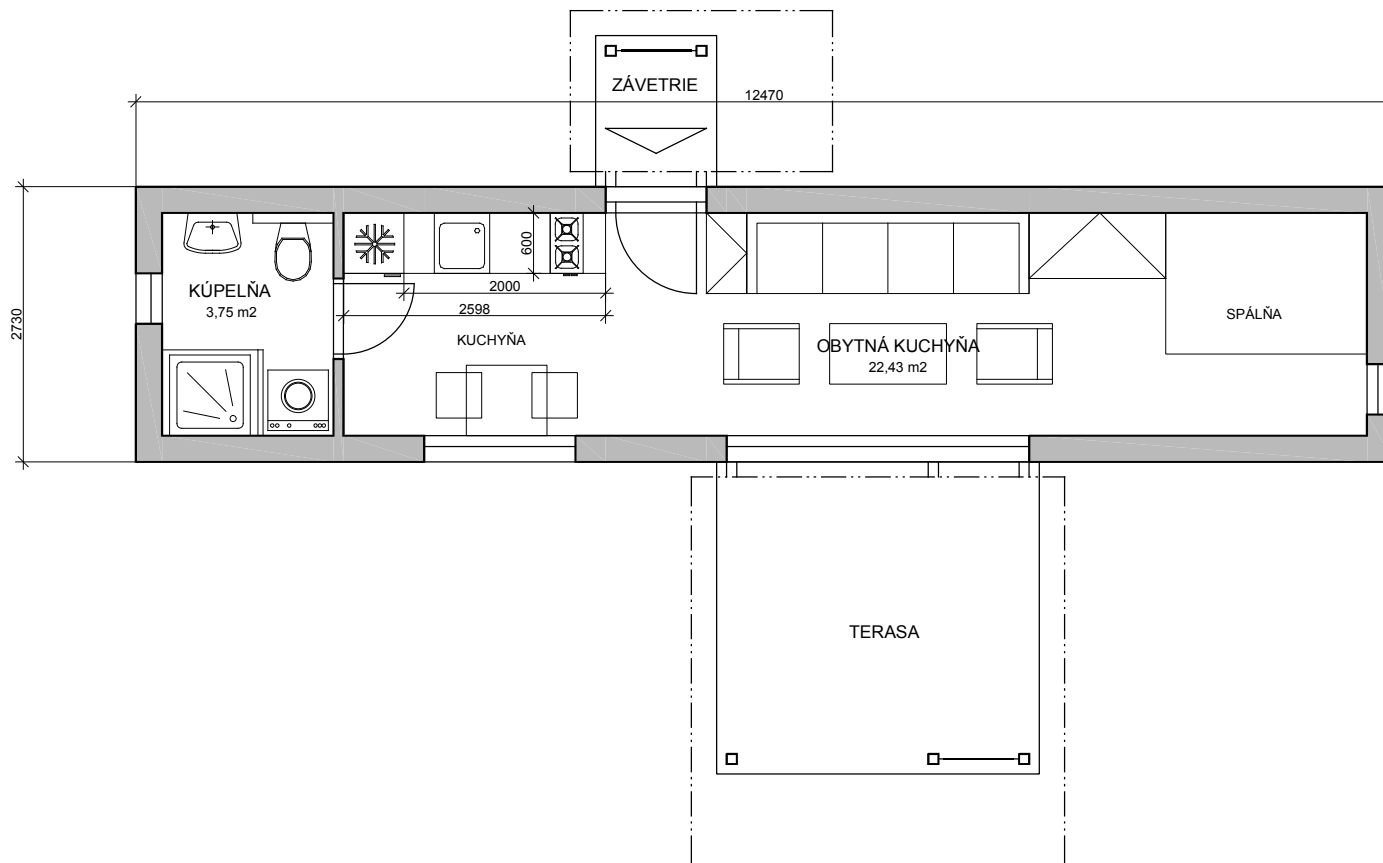 ZÁVETRIE
12470
2730
600
KÚPELŇA
3,75 m2
2000
2598
KUCHYŇA
OBYTNÁ KUCHYŇA
22,43 m2
SPÁLŇA
TERASA